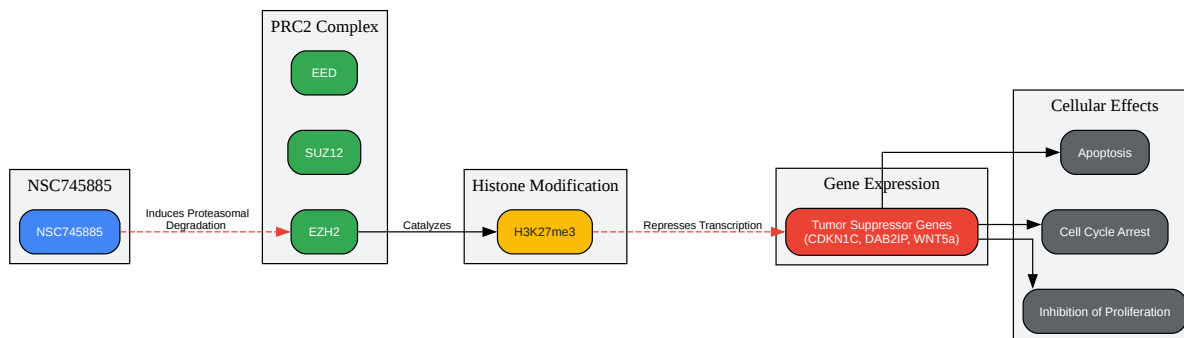 PRC2 Complex
EED
SUZ12
EZH2
NSC745885
NSC745885
Induces Proteasomal
Degradation
Catalyzes
Histone Modification
H3K27me3
Represses Transcription
Gene Expression
Tumor Suppressor Genes
(CDKN1C, DAB2IP, WNT5a)
Cellular Effects
Apoptosis
Cell Cycle Arrest
Inhibition of Proliferation